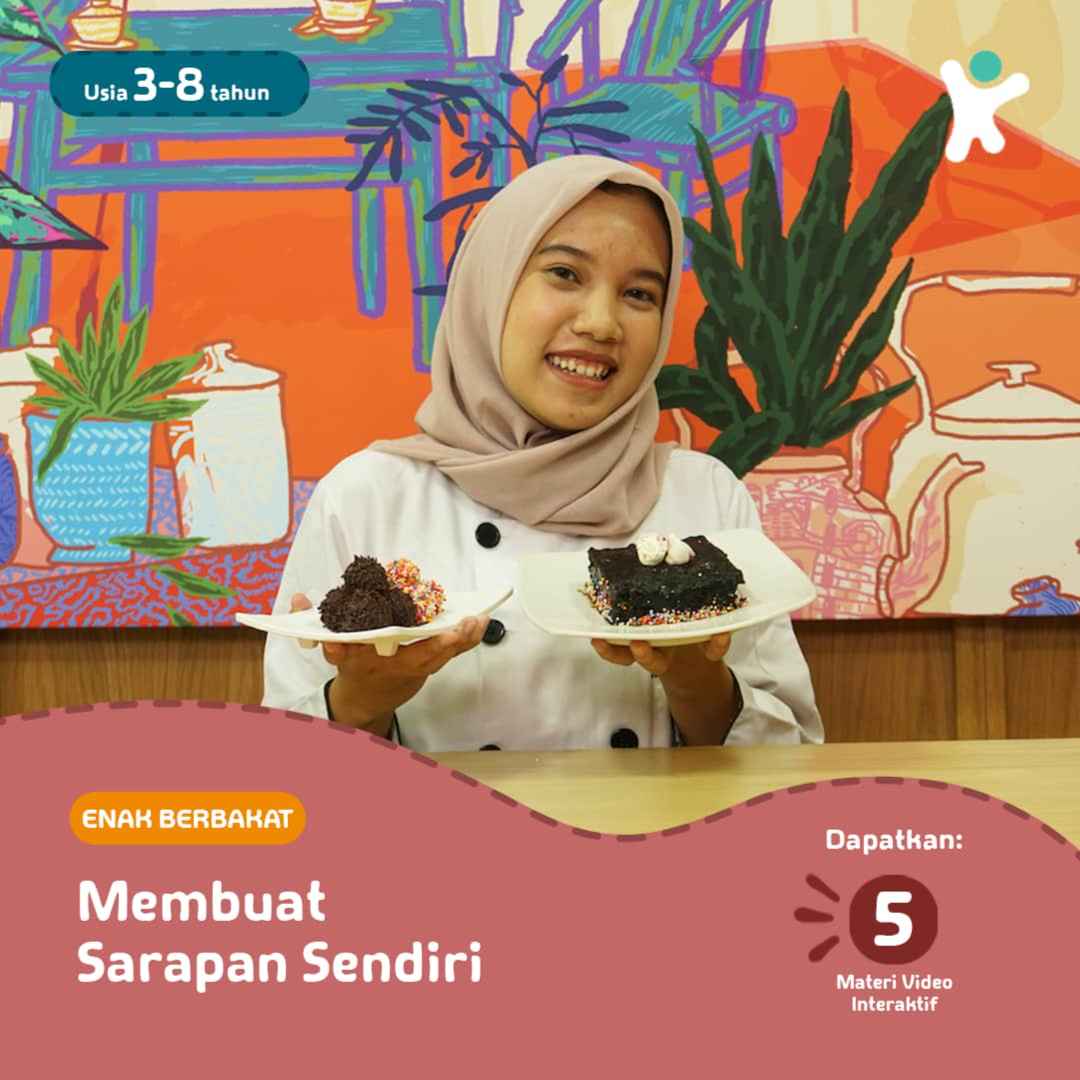 Usia 3-8 tahun
ENAK BERBAKAT
Membuat
Sarapan Sendiri
Dapatkan:
5
Materi Video
Interaktif